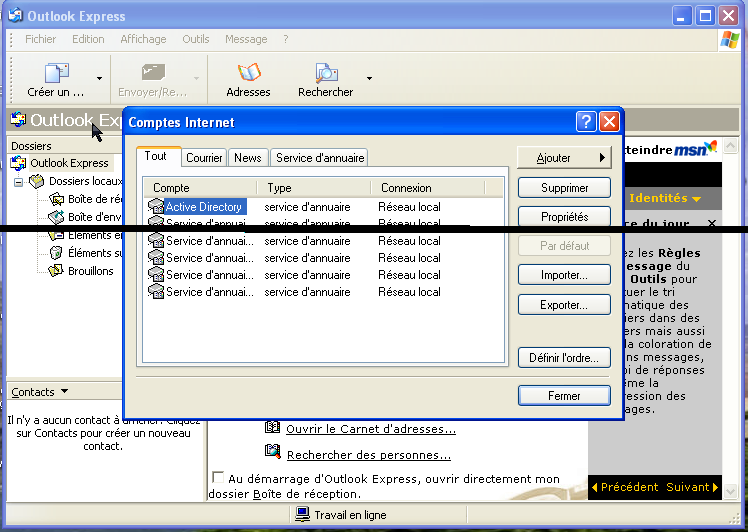 Outlook Express
Fichier Edition Affichage Outils Message ?
Créer un ... Envoyer/Re... Adresses Rechercher
Outlook Exp
Dossiers
Outlook Express
Dossiers locaux
Boîte de ré
Boîte d'env
Éléments en
Éléments su
Brouillons
Contacts
Il n'y a aucun contact à afficher. Cliquez
sur Contacts pour créer un nouveau
contact.
Comptes Internet
Tout Courrier News Service d'annuaire
Compte Type Connexion
Active Directory service d'annuaire Réseau local
Service d'annuai... service d'annuaire Réseau local
Service d'annuai... service d'annuaire Réseau local
Service d'annuai... service d'annuaire Réseau local
Service d'annuai... service d'annuaire Réseau local
Service d'annuai... service d'annuaire Réseau local
Ajouter
Supprimer
Propriétés
Par défaut
Importer...
Exporter...
Définir l'ordre...
Fermer
tteindre msn
Identités
ce du jour
ez les Règles
essage du
Outils pour
tuer le tri
matique des
iers dans des
ers mais aussi
la coloration de
ns messages,
oi de réponses
ême la
ression des
ages.
Précédent Suivant
Ouvrir le Carnet d'adresses...
Rechercher des personnes...
Au démarrage d'Outlook Express, ouvrir directement mon
dossier Boîte de réception.
Travail en ligne